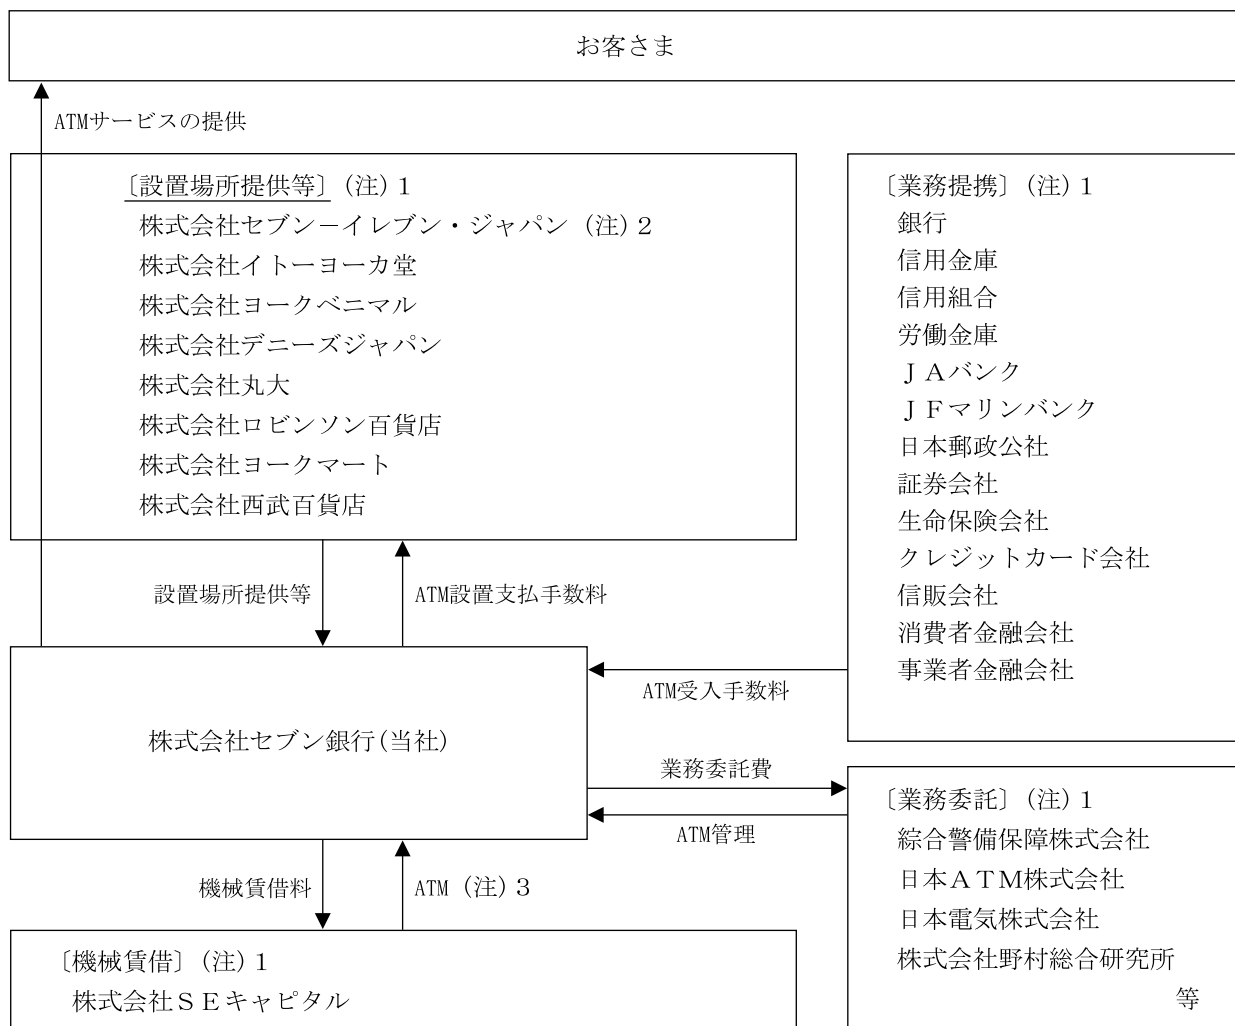 お客さま
ATMサービスの提供
〔設置場所提供等〕(注)1
株式会社セブン－イレブン・ジャパン (注)2
株式会社イトーヨーカ堂
株式会社ヨークベニマル
株式会社デニーズジャパン
株式会社丸大
株式会社ロビンソン百貨店
株式会社ヨークマート
株式会社西武百貨店
〔業務提携〕(注)1
銀行
信用金庫
信用組合
労働金庫
ＪＡバンク
ＪＦマリンバンク
日本郵政公社
証券会社
生命保険会社
クレジットカード会社
信販会社
消費者金融会社
事業者金融会社
設置場所提供等
ATM設置支払手数料
ATM受入手数料
株式会社セブン銀行(当社)
業務委託費
ATM管理
〔業務委託〕(注)1
綜合警備保障株式会社
日本ＡＴＭ株式会社
日本電気株式会社
株式会社野村総合研究所
等
機械賃借料
ATM (注)3
〔機械賃借〕(注)1
株式会社ＳＥキャピタル